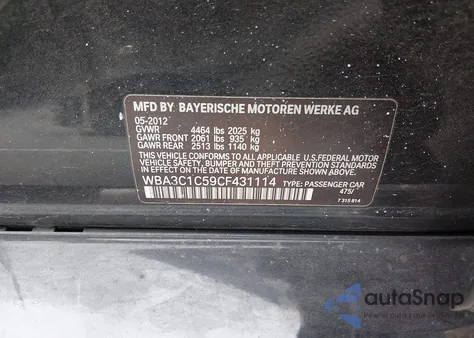 MFD BY BAYERISCHE MOTOREN WERKE AG
05-2012
GVWR 4464 lbs 2025 kg
GAWR FRONT 2061 lbs 935 kg
GAWR REAR 2513 lbs 1140 kg
THIS VEHICLE CONFORMS TO ALL APPLICABLE U.S. FEDERAL MOTOR
VEHICLE SAFETY, BUMPER AND THEFT PREVENTION STANDARDS IN
EFFECT ON THE DATE OF MANUFACTURE SHOWN ABOVE.
WBA3C1C59CF431114 TYPE: PASSENGER CAR
475/
7 315 814
autoSnap